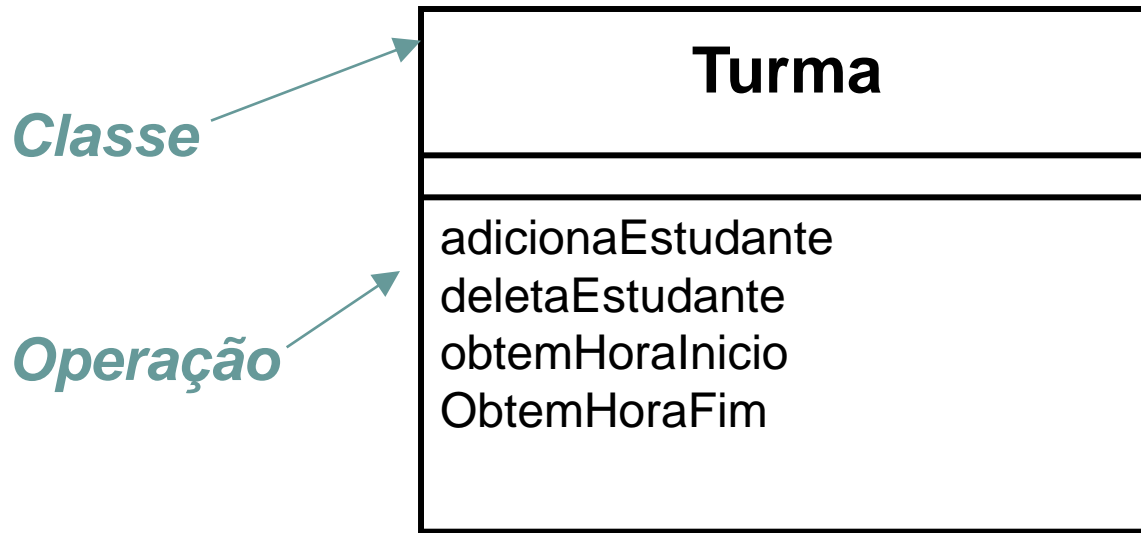 Turma
Classe
adicionaEstudante
deletaEstudante
Operação
obtemHoraInicio
ObtemHoraFim